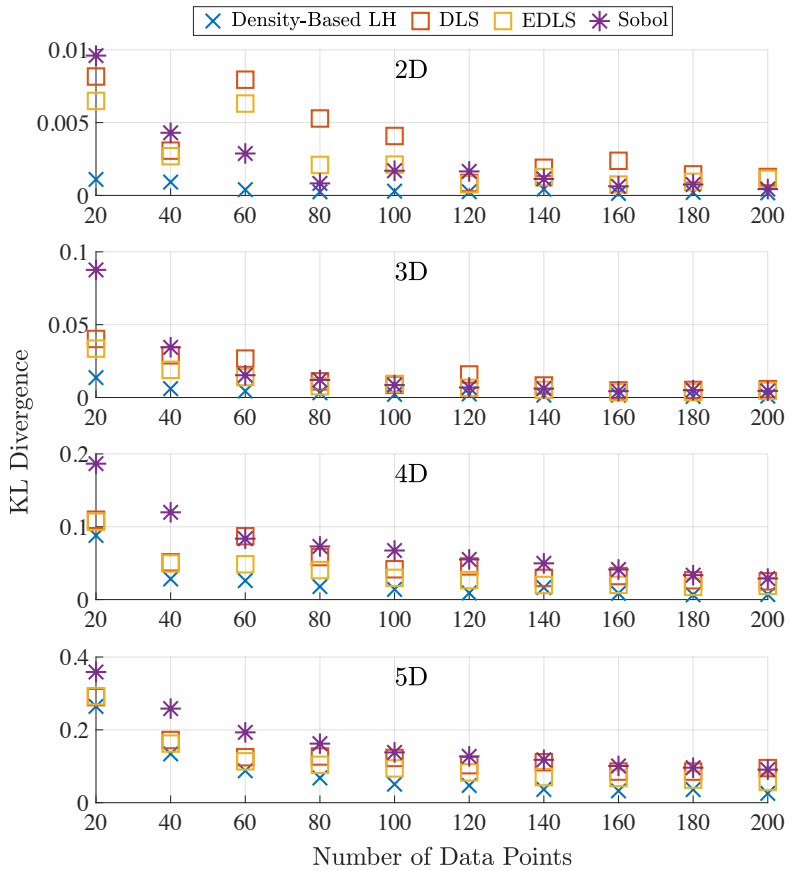 Density-Based LH DLS EDLS Sobol
2D
0.01
0.005
0
20 40 60 80 100 120 140 160 180 200
3D
0.1
0.05
0
20 40 60 80 100 120 140 160 180 200
KL Divergence
4D
0.2
0.1
0
20 40 60 80 100 120 140 160 180 200
5D
0.4
0.2
0
20 40 60 80 100 120 140 160 180 200
Number of Data Points